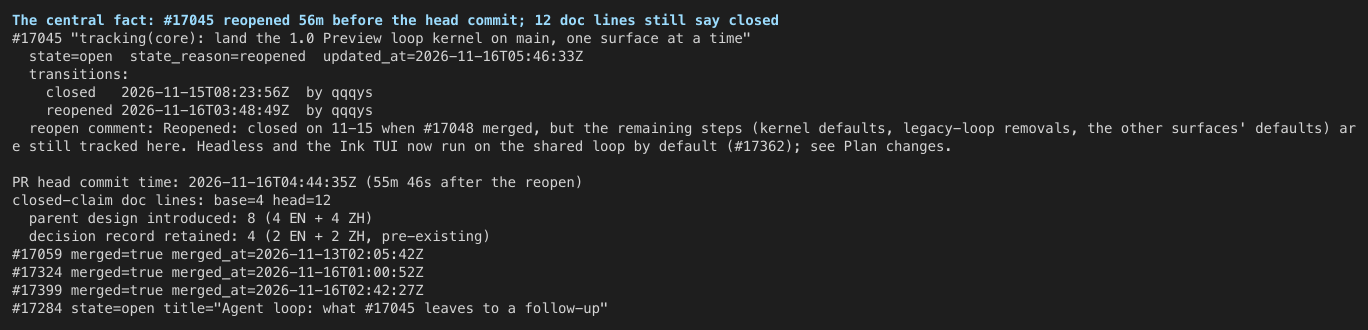 The central fact: #17045 reopened 56m before the head commit; 12 doc lines still say closed
#17045 "tracking(core): land the 1.0 Preview loop kernel on main, one surface at a time"
  state=open  state_reason=reopened  updated_at=2026-11-16T05:46:33Z
  transitions:
    closed   2026-11-15T08:23:56Z  by qqqys
    reopened 2026-11-16T03:48:49Z  by qqqys
  reopen comment: Reopened: closed on 11-15 when #17048 merged, but the remaining steps (kernel defaults, legacy-loop removals, the other surfaces' defaults) ar
e still tracked here. Headless and the Ink TUI now run on the shared loop by default (#17362); see Plan changes.

PR head commit time: 2026-11-16T04:44:35Z (55m 46s after the reopen)
closed-claim doc lines: base=4 head=12
  parent design introduced: 8 (4 EN + 4 ZH)
  decision record retained: 4 (2 EN + 2 ZH, pre-existing)
#17059 merged=true merged_at=2026-11-13T02:05:42Z
#17324 merged=true merged_at=2026-11-16T01:00:52Z
#17399 merged=true merged_at=2026-11-16T02:42:27Z
#17284 state=open title="Agent loop: what #17045 leaves to a follow-up"